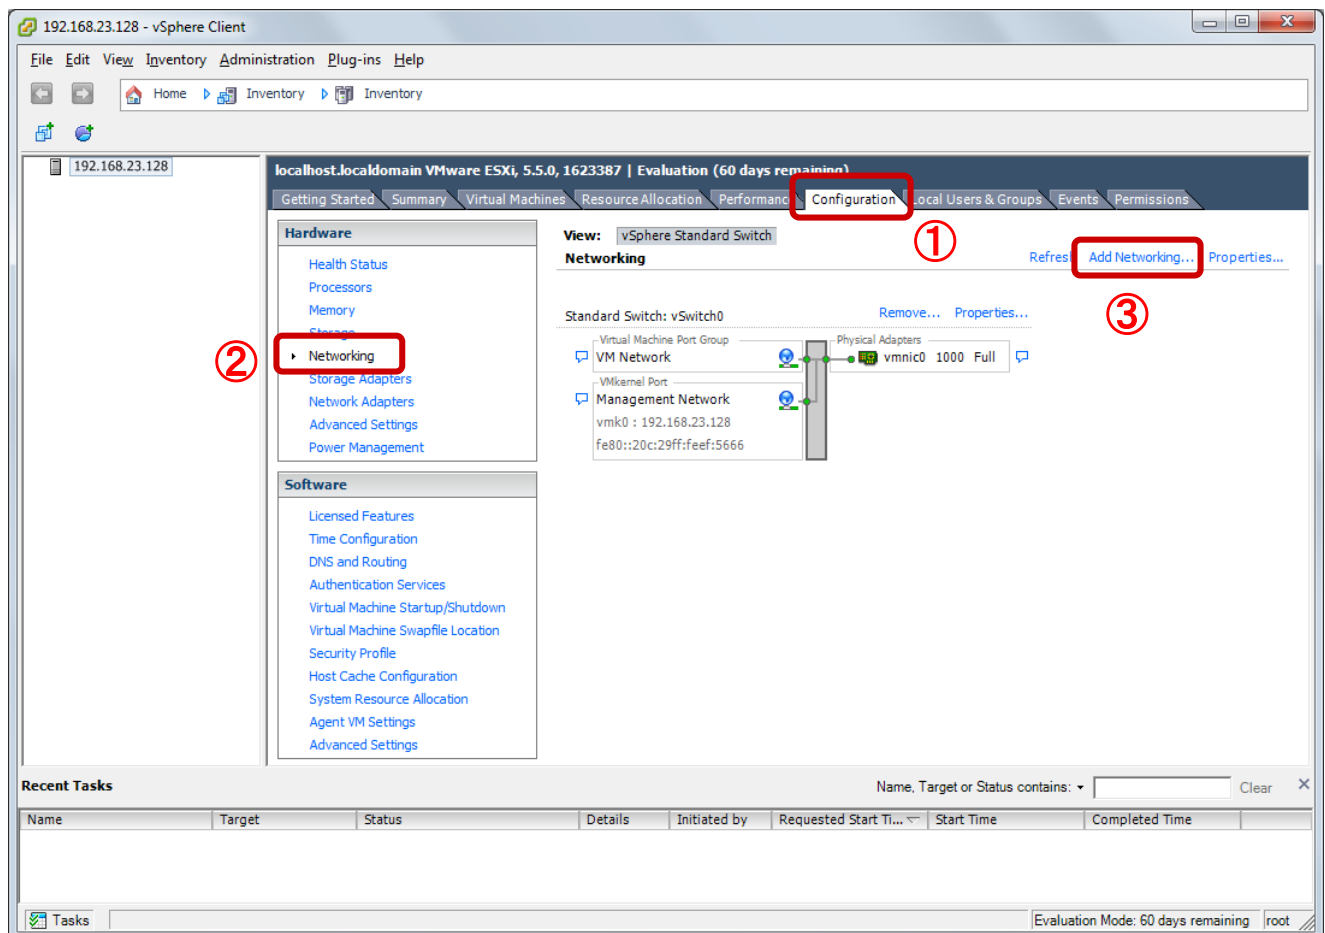 192.168.23.128 - vSphere Client
File Edit View Inventory Administration Plug-ins Help
Home Inventory Inventory
192.168.23.128
localhost.localdomain VMware ESXi, 5.5.0, 1623387 | Evaluation (60 days remaining)
Getting Started Summary Virtual Machines Resource Allocation Performance Configuration Local Users & Groups Events Permissions
①
Hardware
Health Status
Processors
Memory
Storage
② Networking
Storage Adapters
Network Adapters
Advanced Settings
Power Management
Software
Licensed Features
Time Configuration
DNS and Routing
Authentication Services
Virtual Machine Startup/Shutdown
Virtual Machine Swapfile Location
Security Profile
Host Cache Configuration
System Resource Allocation
Agent VM Settings
Advanced Settings
View: vSphere Standard Switch
Networking Refresh Add Networking... Properties...
③
Standard Switch: vSwitch0 Remove... Properties...
Virtual Machine Port Group Physical Adapters
VM Network vmnic0 1000 Full
VMkernel Port
Management Network
vmk0 : 192.168.23.128
fe80::20c:29ff:feef:5666
Recent Tasks Name, Target or Status contains: Clear
Name Target Status Details Initiated by Requested Start Ti... Start Time Completed Time
Tasks Evaluation Mode: 60 days remaining root